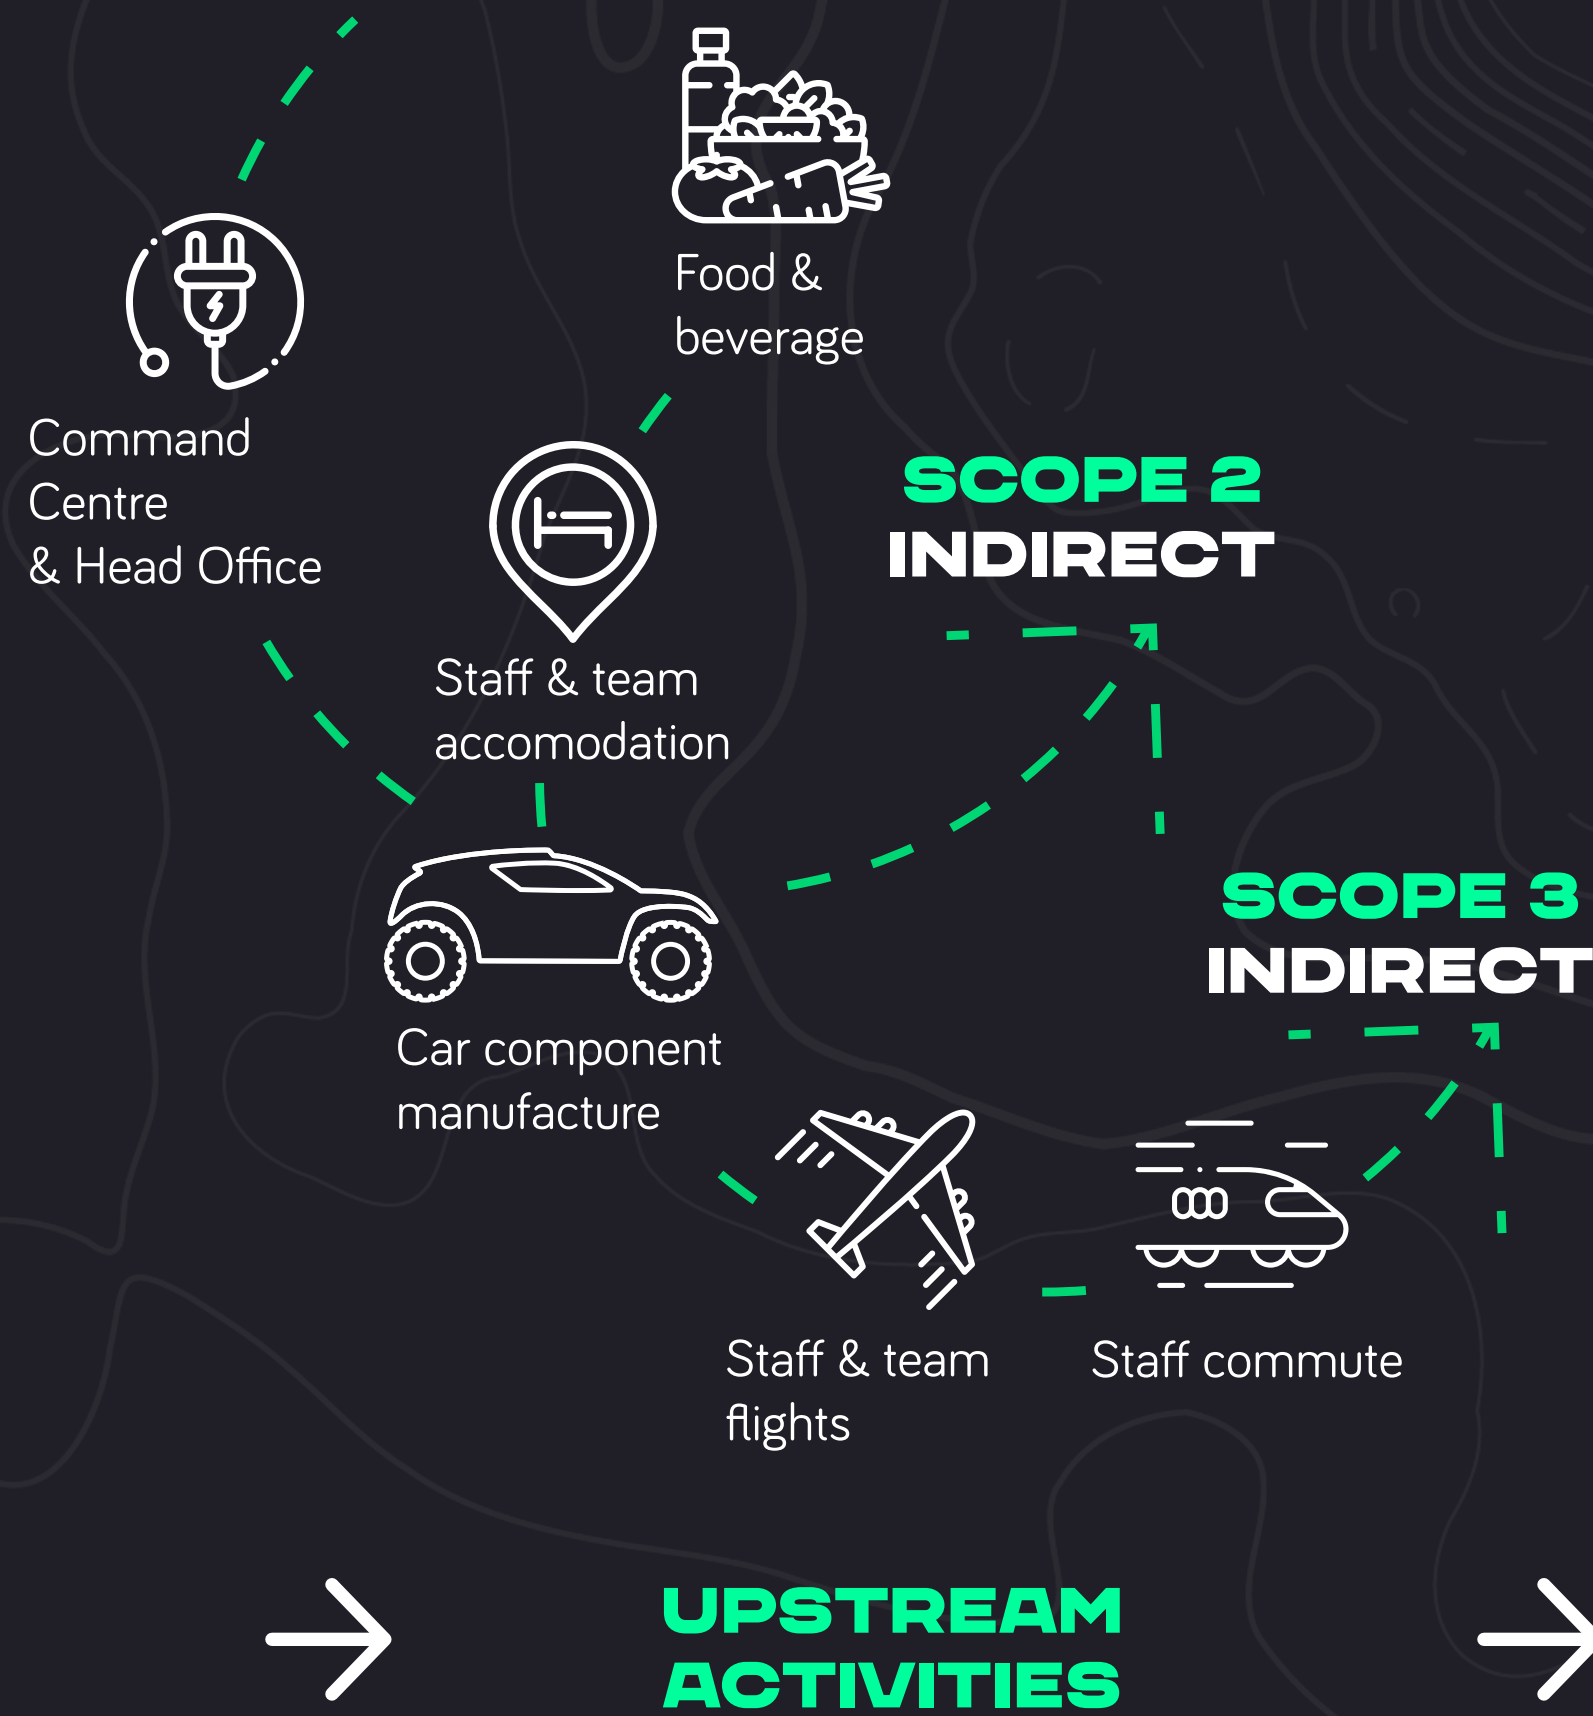 Food &
beverage
Command
Centre
& Head Office
SCOPE 2
INDIRECT
Staff & team
accomodation
SCOPE 3
INDIRECT
Car component
manufacture
Staff & team
flights
Staff commute
UPSTREAM
ACTIVITIES